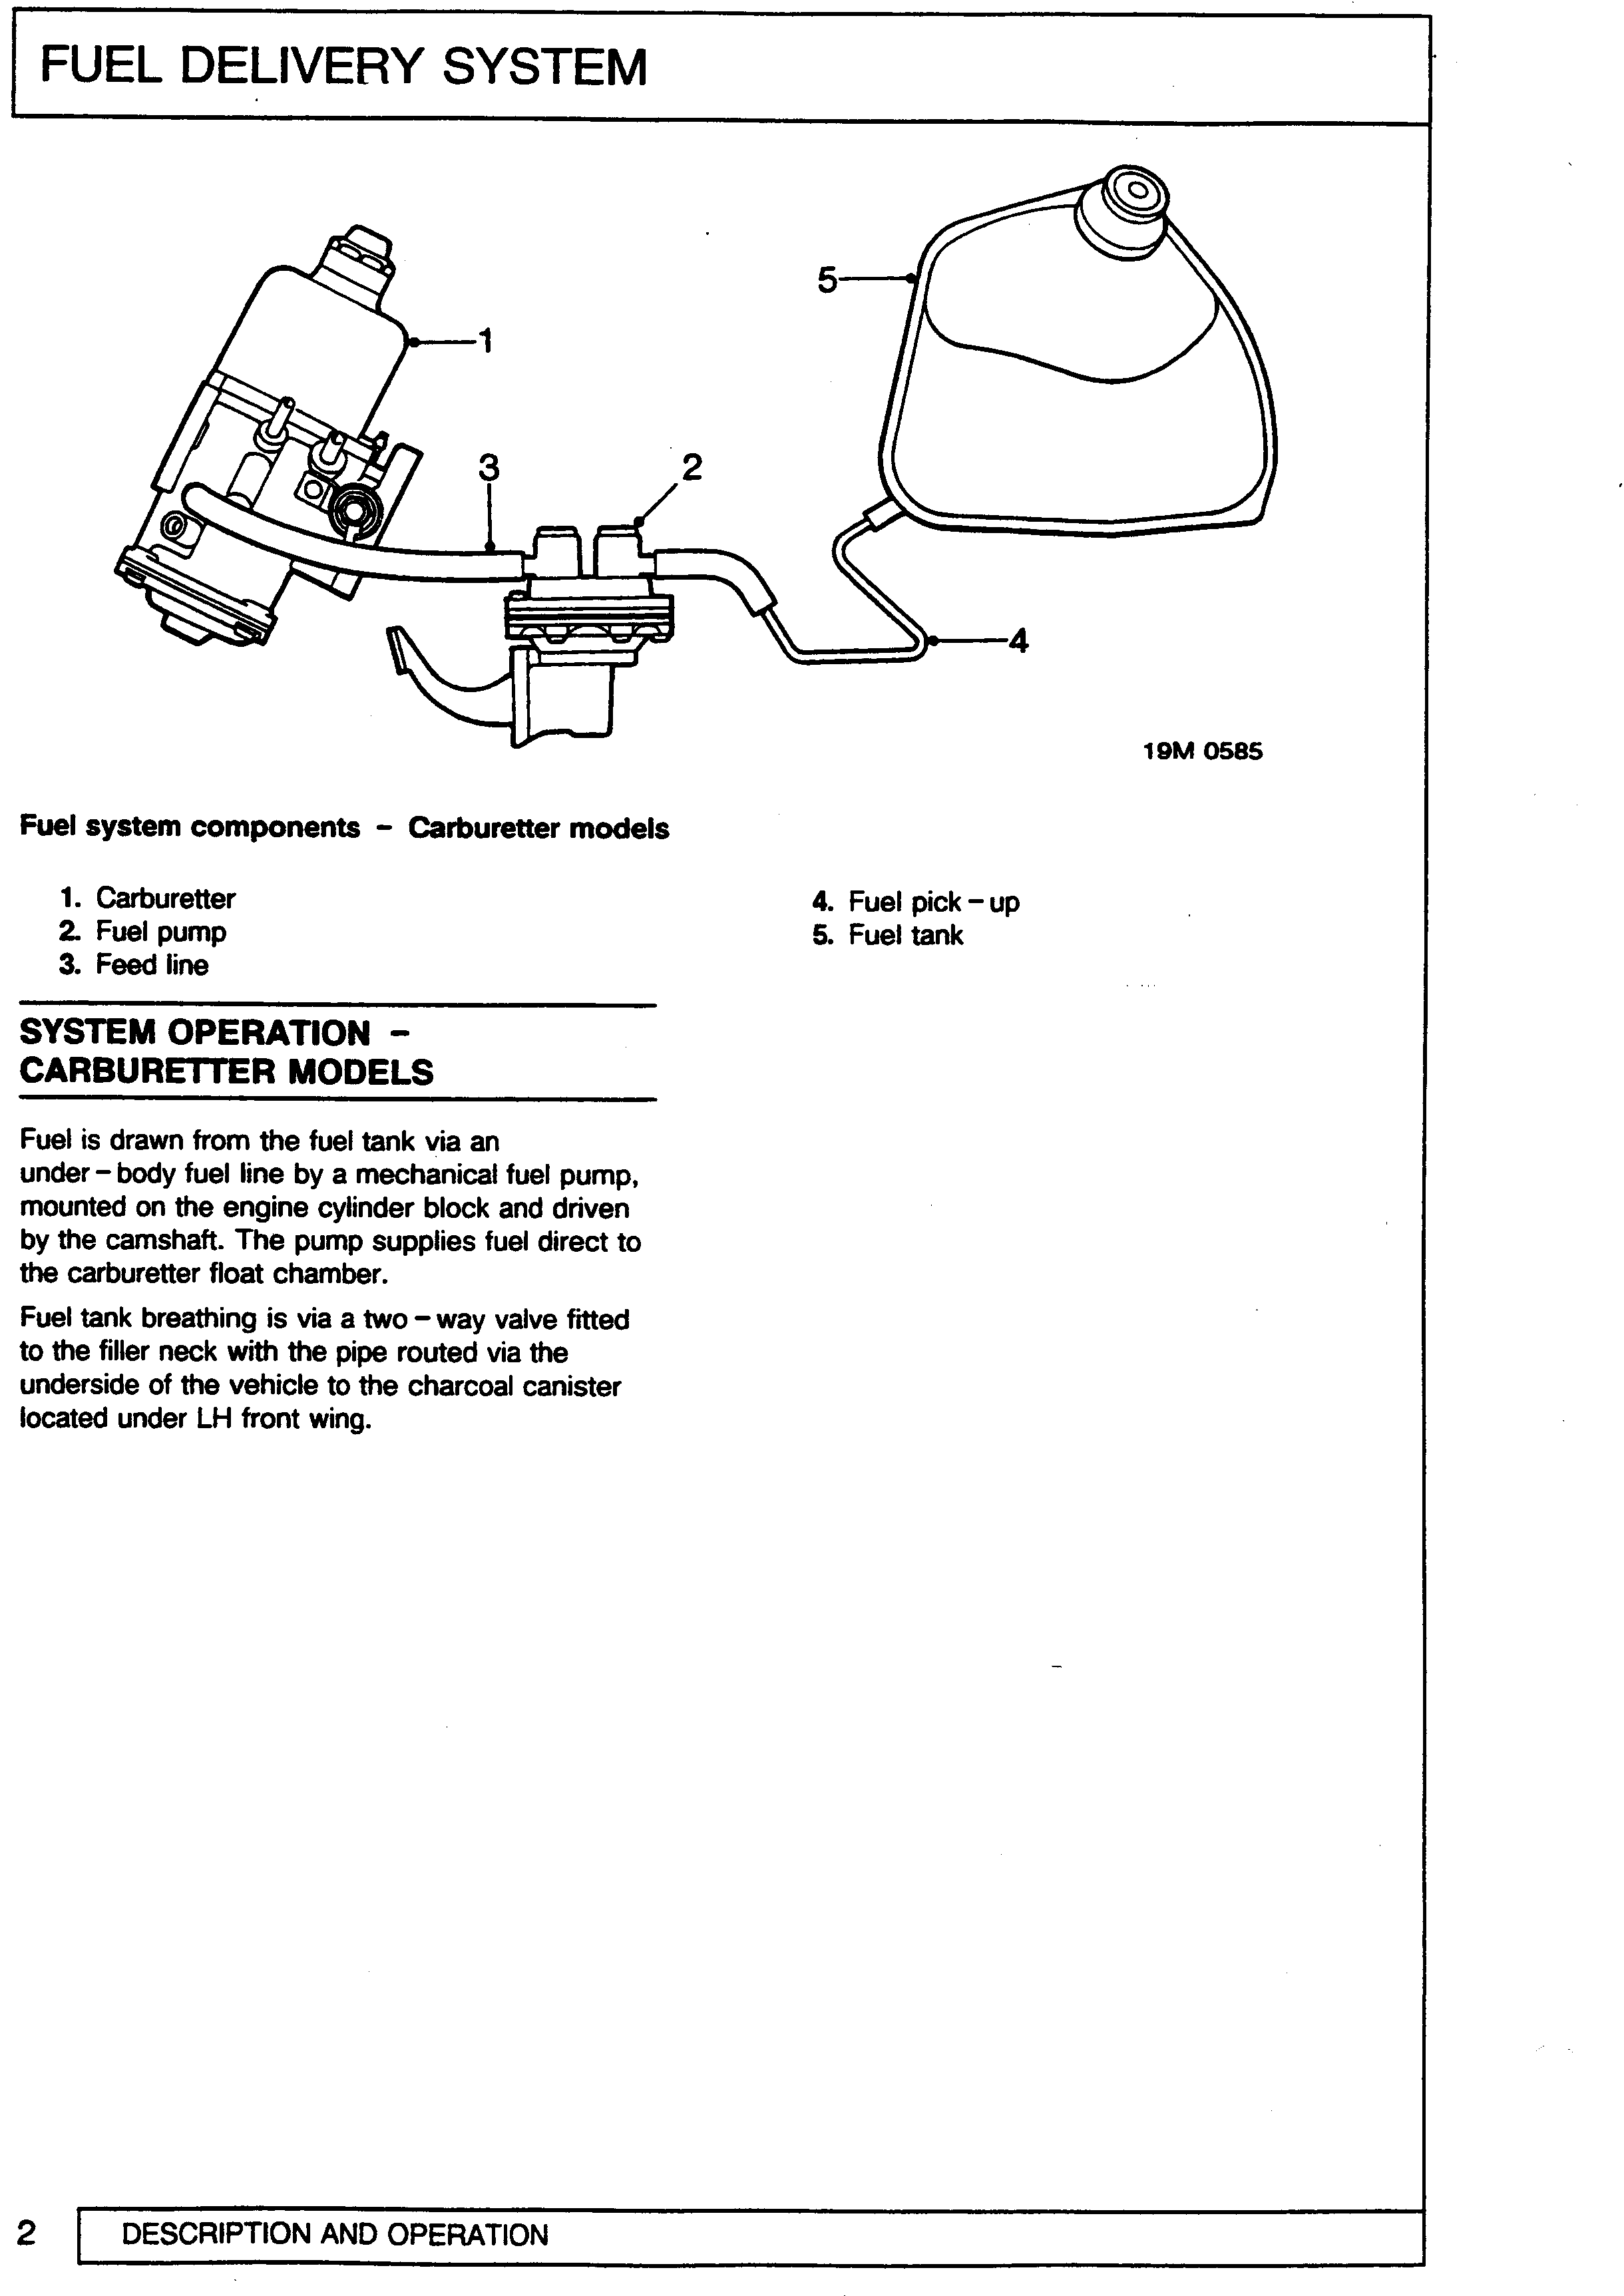 FUEL DELIVERY SYSTEM
5
1
3
2
4
19M 0585
Fuel system components – Carburetter models
1. Carburetter
2. Fuel pump
3. Feed line
4. Fuel pick – up
5. Fuel tank
SYSTEM OPERATION –
CARBURETTER MODELS
Fuel is drawn from the fuel tank via an
under – body fuel line by a mechanical fuel pump,
mounted on the engine cylinder block and driven
by the camshaft. The pump supplies fuel direct to
the carburetter float chamber.
Fuel tank breathing is via a two – way valve fitted
to the filler neck with the pipe routed via the
underside of the vehicle to the charcoal canister
located under LH front wing.
2
DESCRIPTION AND OPERATION